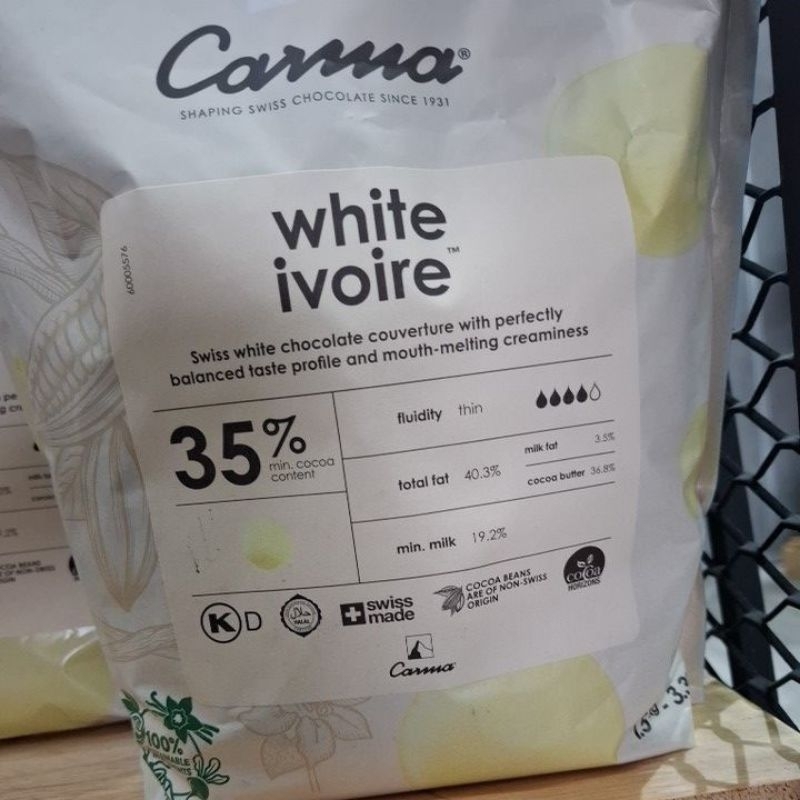 Carma®
SHAPING SWISS CHOCOLATE SINCE 1931
60005576
white
ivoire™
Swiss white chocolate couverture with perfectly
balanced taste profile and mouth-melting creaminess
35%
min. cocoa
content
fluidity thin
total fat 40.3%
milk fat 3.5%
cocoa butter 36.8%
min. milk 19.2%
K D
HALAL
swiss
made
COCOA BEANS
ARE OF NON-SWISS
ORIGIN
cocoa
HORIZONS
Carma
100%